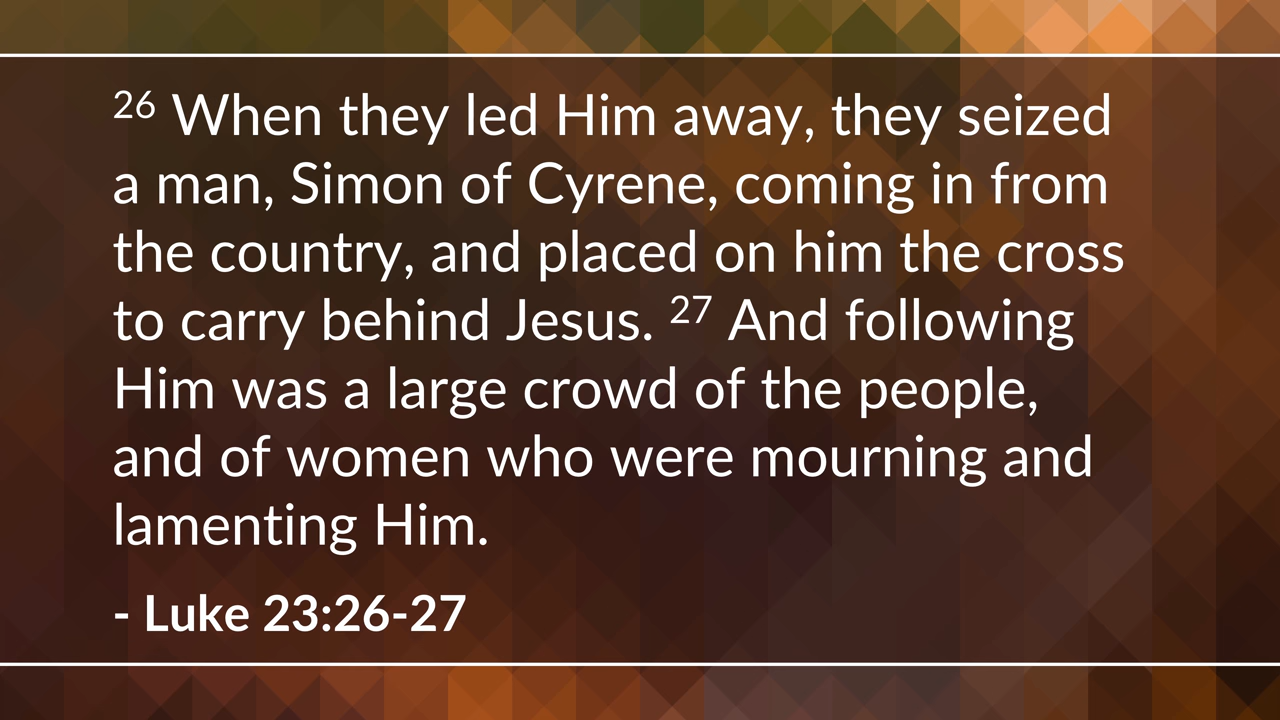 26 When they led Him away, they seized
a man, Simon of Cyrene, coming in from
the country, and placed on him the cross
to carry behind Jesus. 27 And following
Him was a large crowd of the people,
and of women who were mourning and
lamenting Him.
- Luke 23:26-27